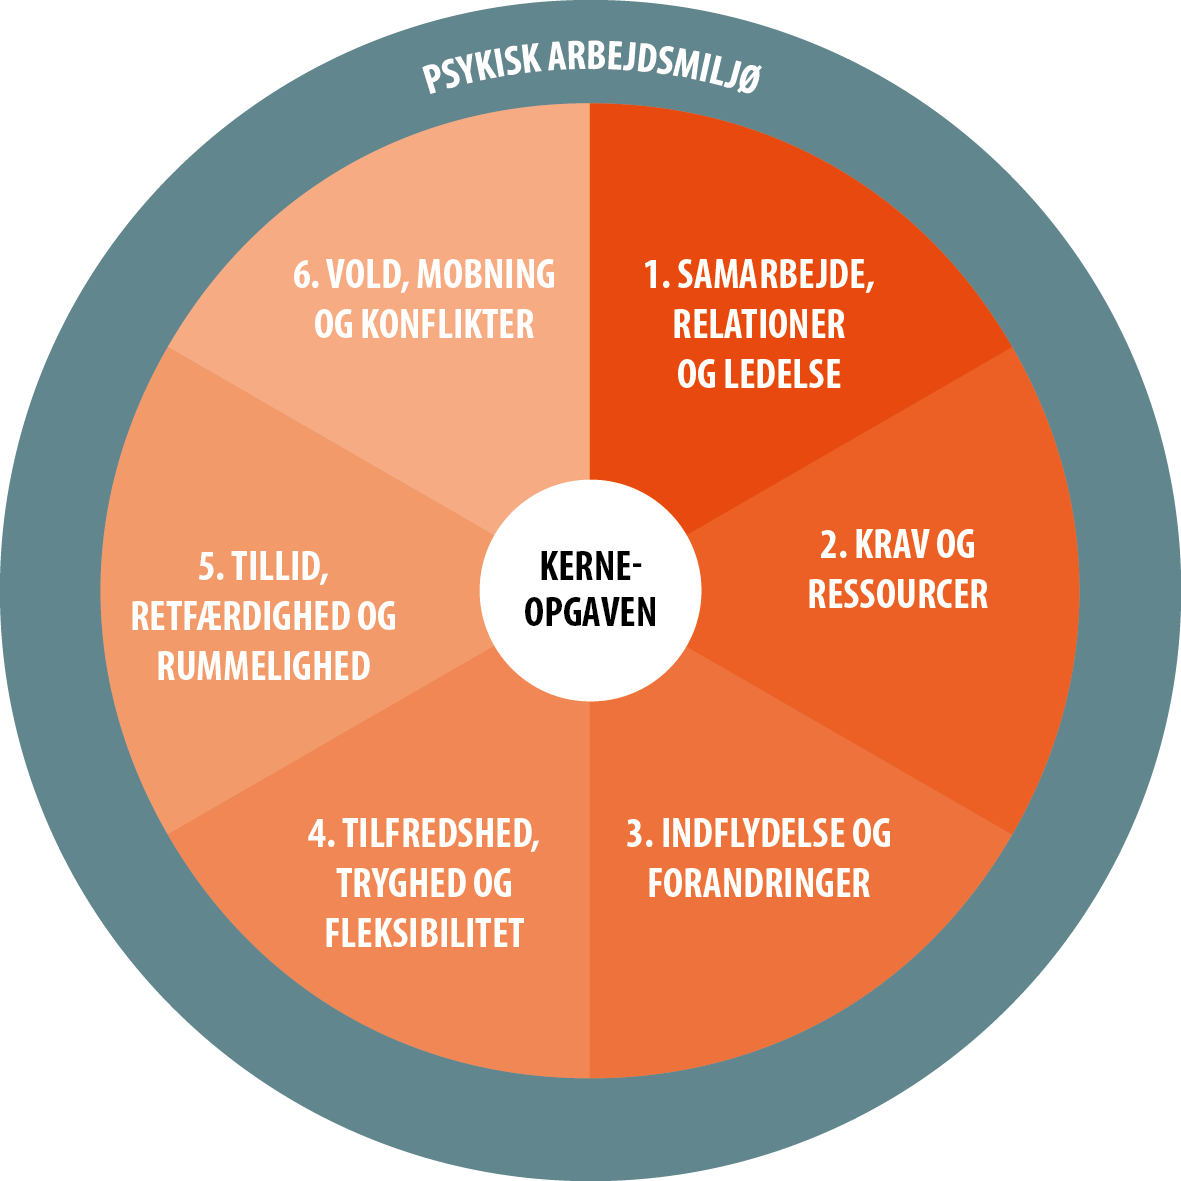 PSYKISK ARBEJDSMILJØ
1. SAMARBEJDE,
RELATIONER
OG LEDELSE
2. KRAV OG
RESSOURCER
3. INDFLYDELSE OG
FORANDRINGER
4. TILFREDSHED,
TRYGHED OG
FLEKSIBILITET
5. TILLID,
RETFÆRDIGHED OG
RUMMELIGHED
6. VOLD, MOBNING
OG KONFLIKTER
KERNE-
OPGAVEN